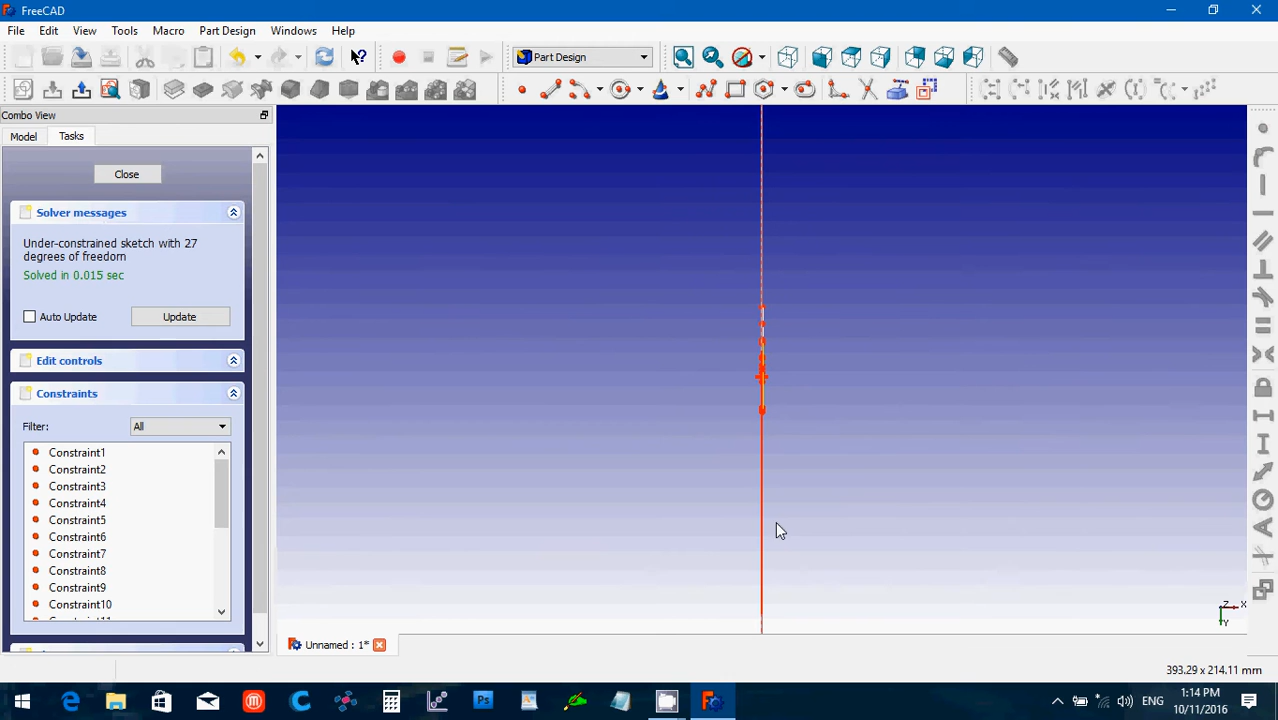 FreeCAD
File Edit View Tools Macro Part Design Windows Help
Part Design
Combo View
Model Tasks
Close
Solver messages
Under-constrained sketch with 27
degrees of freedom
Solved in 0.015 sec
Auto Update Update
Edit controls
Constraints
Filter: All
Constraint1
Constraint2
Constraint3
Constraint4
Constraint5
Constraint6
Constraint7
Constraint8
Constraint9
Constraint10
Z X
Y
Unnamed : 1*
393.29 x 214.11 mm
Ps
ENG
1:14 PM
10/11/2016